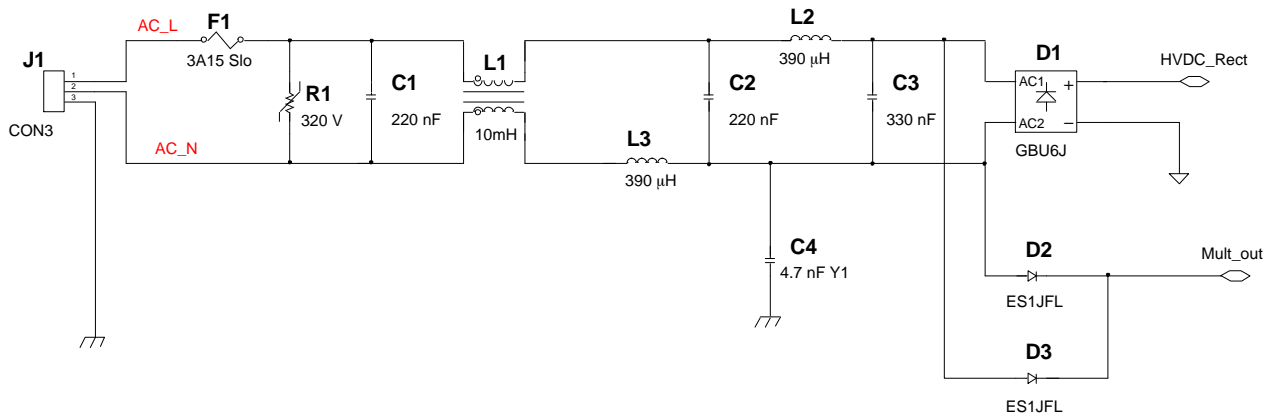 AC_L
F1
3A15 Slo
J1
1
2
3
CON3
AC_N
R1
320 V
C1
220 nF
L1
10mH
L2
390 μH
L3
390 μH
C2
220 nF
C3
330 nF
C4
4.7 nF Y1
D1
AC1
+
AC2
−
GBU6J
HVDC_Rect
D2
ES1JFL
Mult_out
D3
ES1JFL